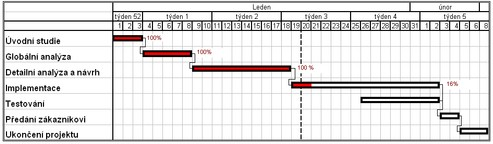 Leden únor
týden 52 týden 1 týden 2 týden 3 týden 4 týden 5
1 2 3 4 5 6 7 8 9 10 11 12 13 14 15 16 17 18 19 20 21 22 23 24 25 26 27 28 29 30 31 1 2 3 4 5 6 7 8
Úvodní studie 100%
Globální analýza 100%
Detailní analýza a návrh 100 %
Implementace 16%
Testování
Předání zákazníkovi
Ukončení projektu